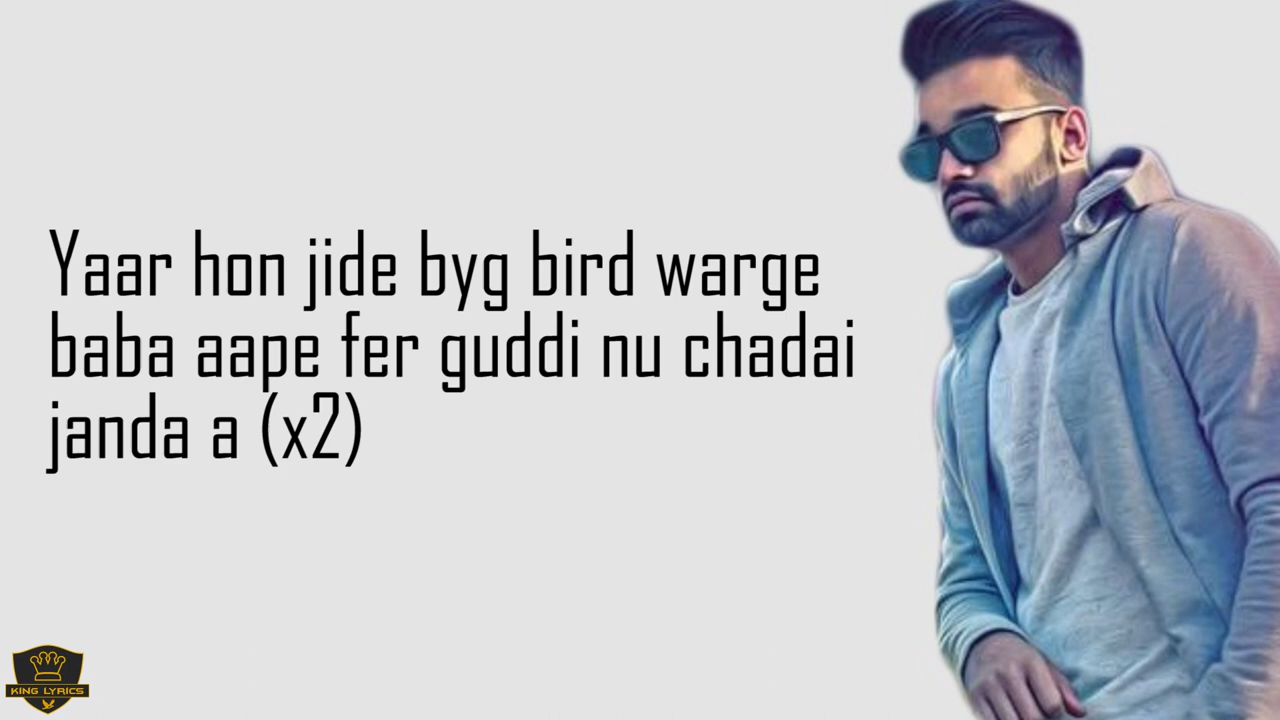 Yaar hon jide byg bird warge
baba aape fer guddi nu chadai
janda a (x2)
KING LYRICS